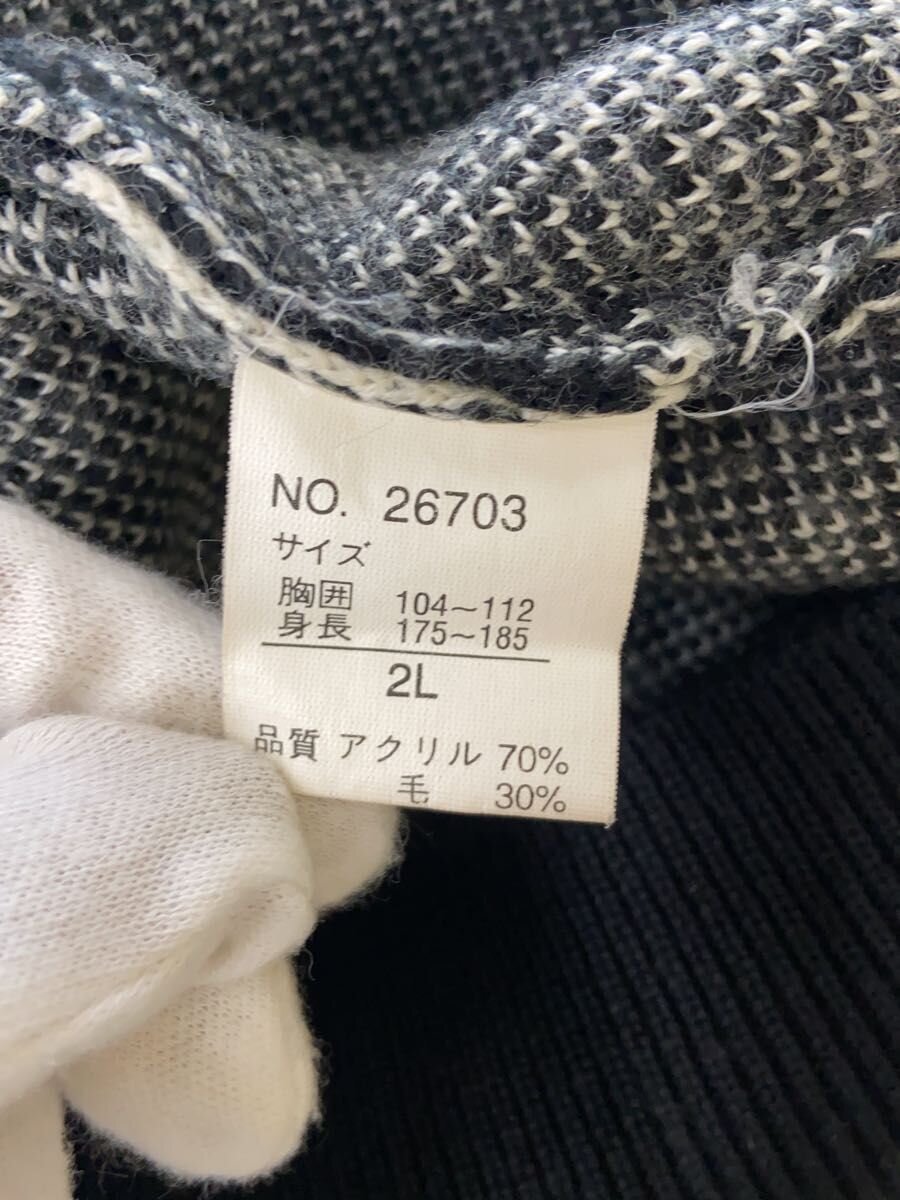 NO. 26703
サイズ
胸囲 104～112
身長 175～185
2L
品質 アクリル 70%
毛 30%